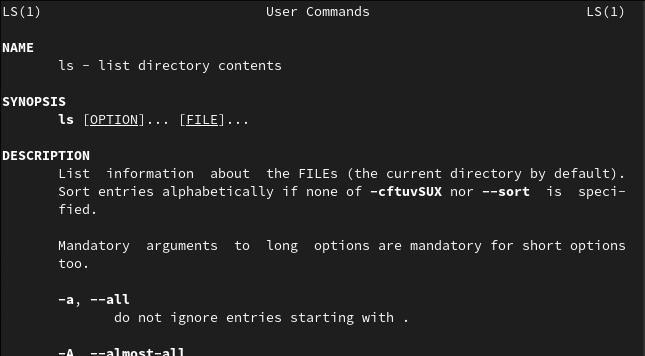 LS(1) User Commands LS(1)
NAME
ls - list directory contents
SYNOPSIS
ls [OPTION]... [FILE]...
DESCRIPTION
List information about the FILEs (the current directory by default).
Sort entries alphabetically if none of -cftuvSUX nor --sort is speci-
fied.
Mandatory arguments to long options are mandatory for short options
too.
-a, --all
do not ignore entries starting with .
-A, --almost-all